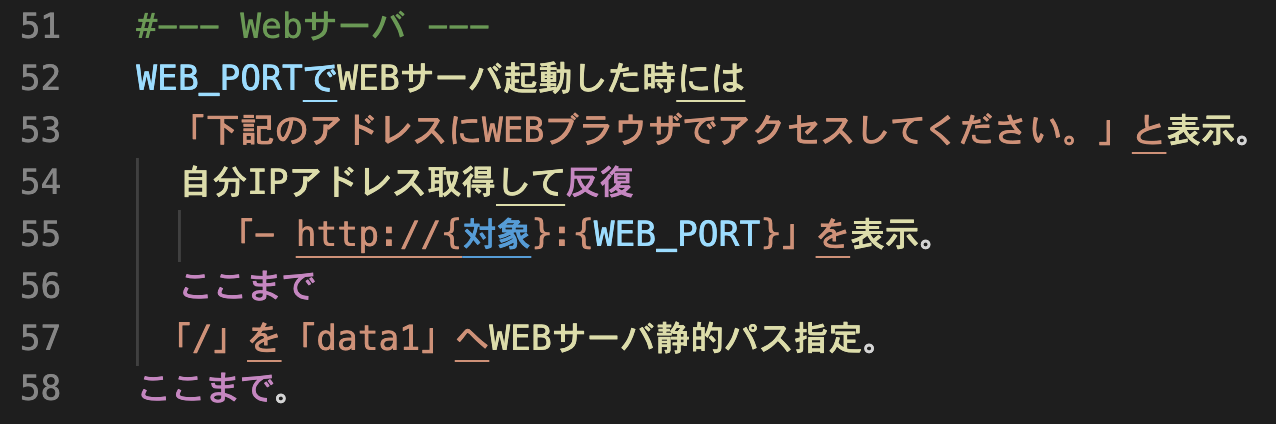 51 #--- Webサーバ ---
52 WEB_PORTでWEBサーバ起動した時には
53 「下記のアドレスにWEBブラウザでアクセスしてください。」と表示。
54 自分IPアドレス取得して反復
55 「- http://{対象}:{WEB_PORT}」を表示。
56 ここまで
57 「/」を「data1」へWEBサーバ静的パス指定。
58 ここまで。